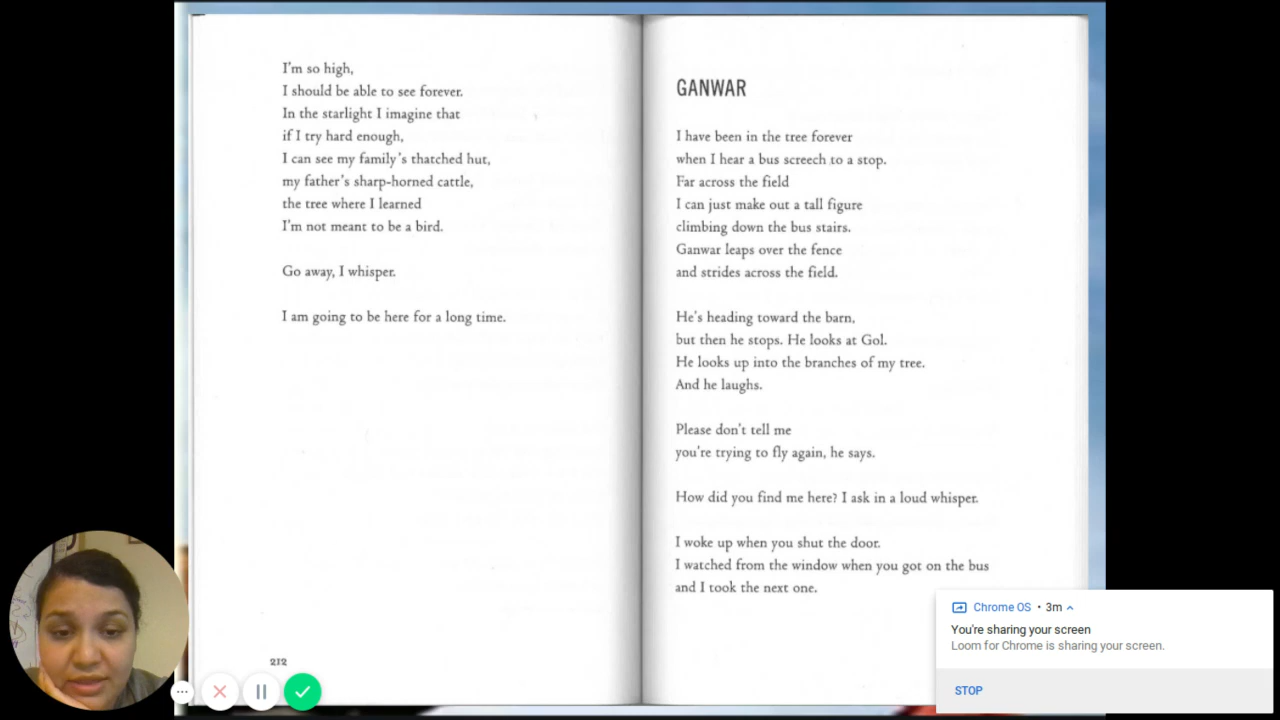 I'm so high,
I should be able to see forever.
In the starlight I imagine that
if I try hard enough,
I can see my family's thatched hut,
my father's sharp-horned cattle,
the tree where I learned
I'm not meant to be a bird.
Go away, I whisper.
I am going to be here for a long time.
212
GANWAR
I have been in the tree forever
when I hear a bus screech to a stop.
Far across the field
I can just make out a tall figure
climbing down the bus stairs.
Ganwar leaps over the fence
and strides across the field.
He's heading toward the barn,
but then he stops. He looks at Gol.
He looks up into the branches of my tree.
And he laughs.
Please don't tell me
you're trying to fly again, he says.
How did you find me here? I ask in a loud whisper.
I woke up when you shut the door.
I watched from the window when you got on the bus
and I took the next one.
Chrome OS • 3m
You're sharing your screen
Loom for Chrome is sharing your screen.
STOP